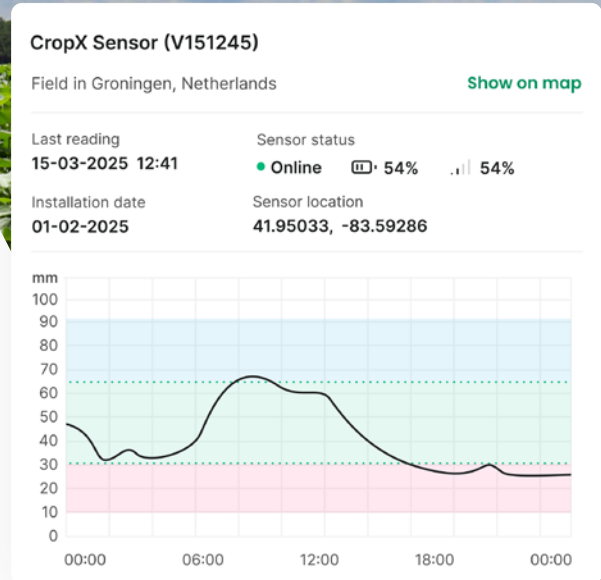 CropX Sensor (V151245)
Field in Groningen, Netherlands
Show on map
Last reading
15-03-2025 12:41
Sensor status
Online
54%
54%
Installation date
01-02-2025
Sensor location
41.95033, -83.59286
mm
100
90
80
70
60
50
40
30
20
10
0
00:00
06:00
12:00
18:00
00:00